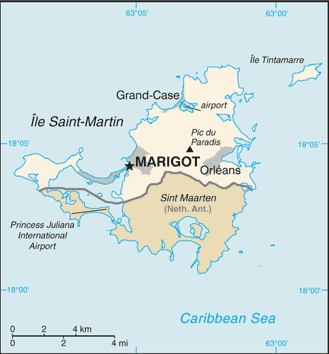 63°05'
63°00'
Île Tintamarre
Grand-Case
airport
Île Saint-Martin
Pic du
Paradis
18°05'
18°05'
MARIGOT
Orléans
Sint Maarten
(Neth. Ant.)
Princess Juliana
International
Airport
18°00'
18°00'
Caribbean Sea
0 2 4 km
0 2 4 mi
63°00'